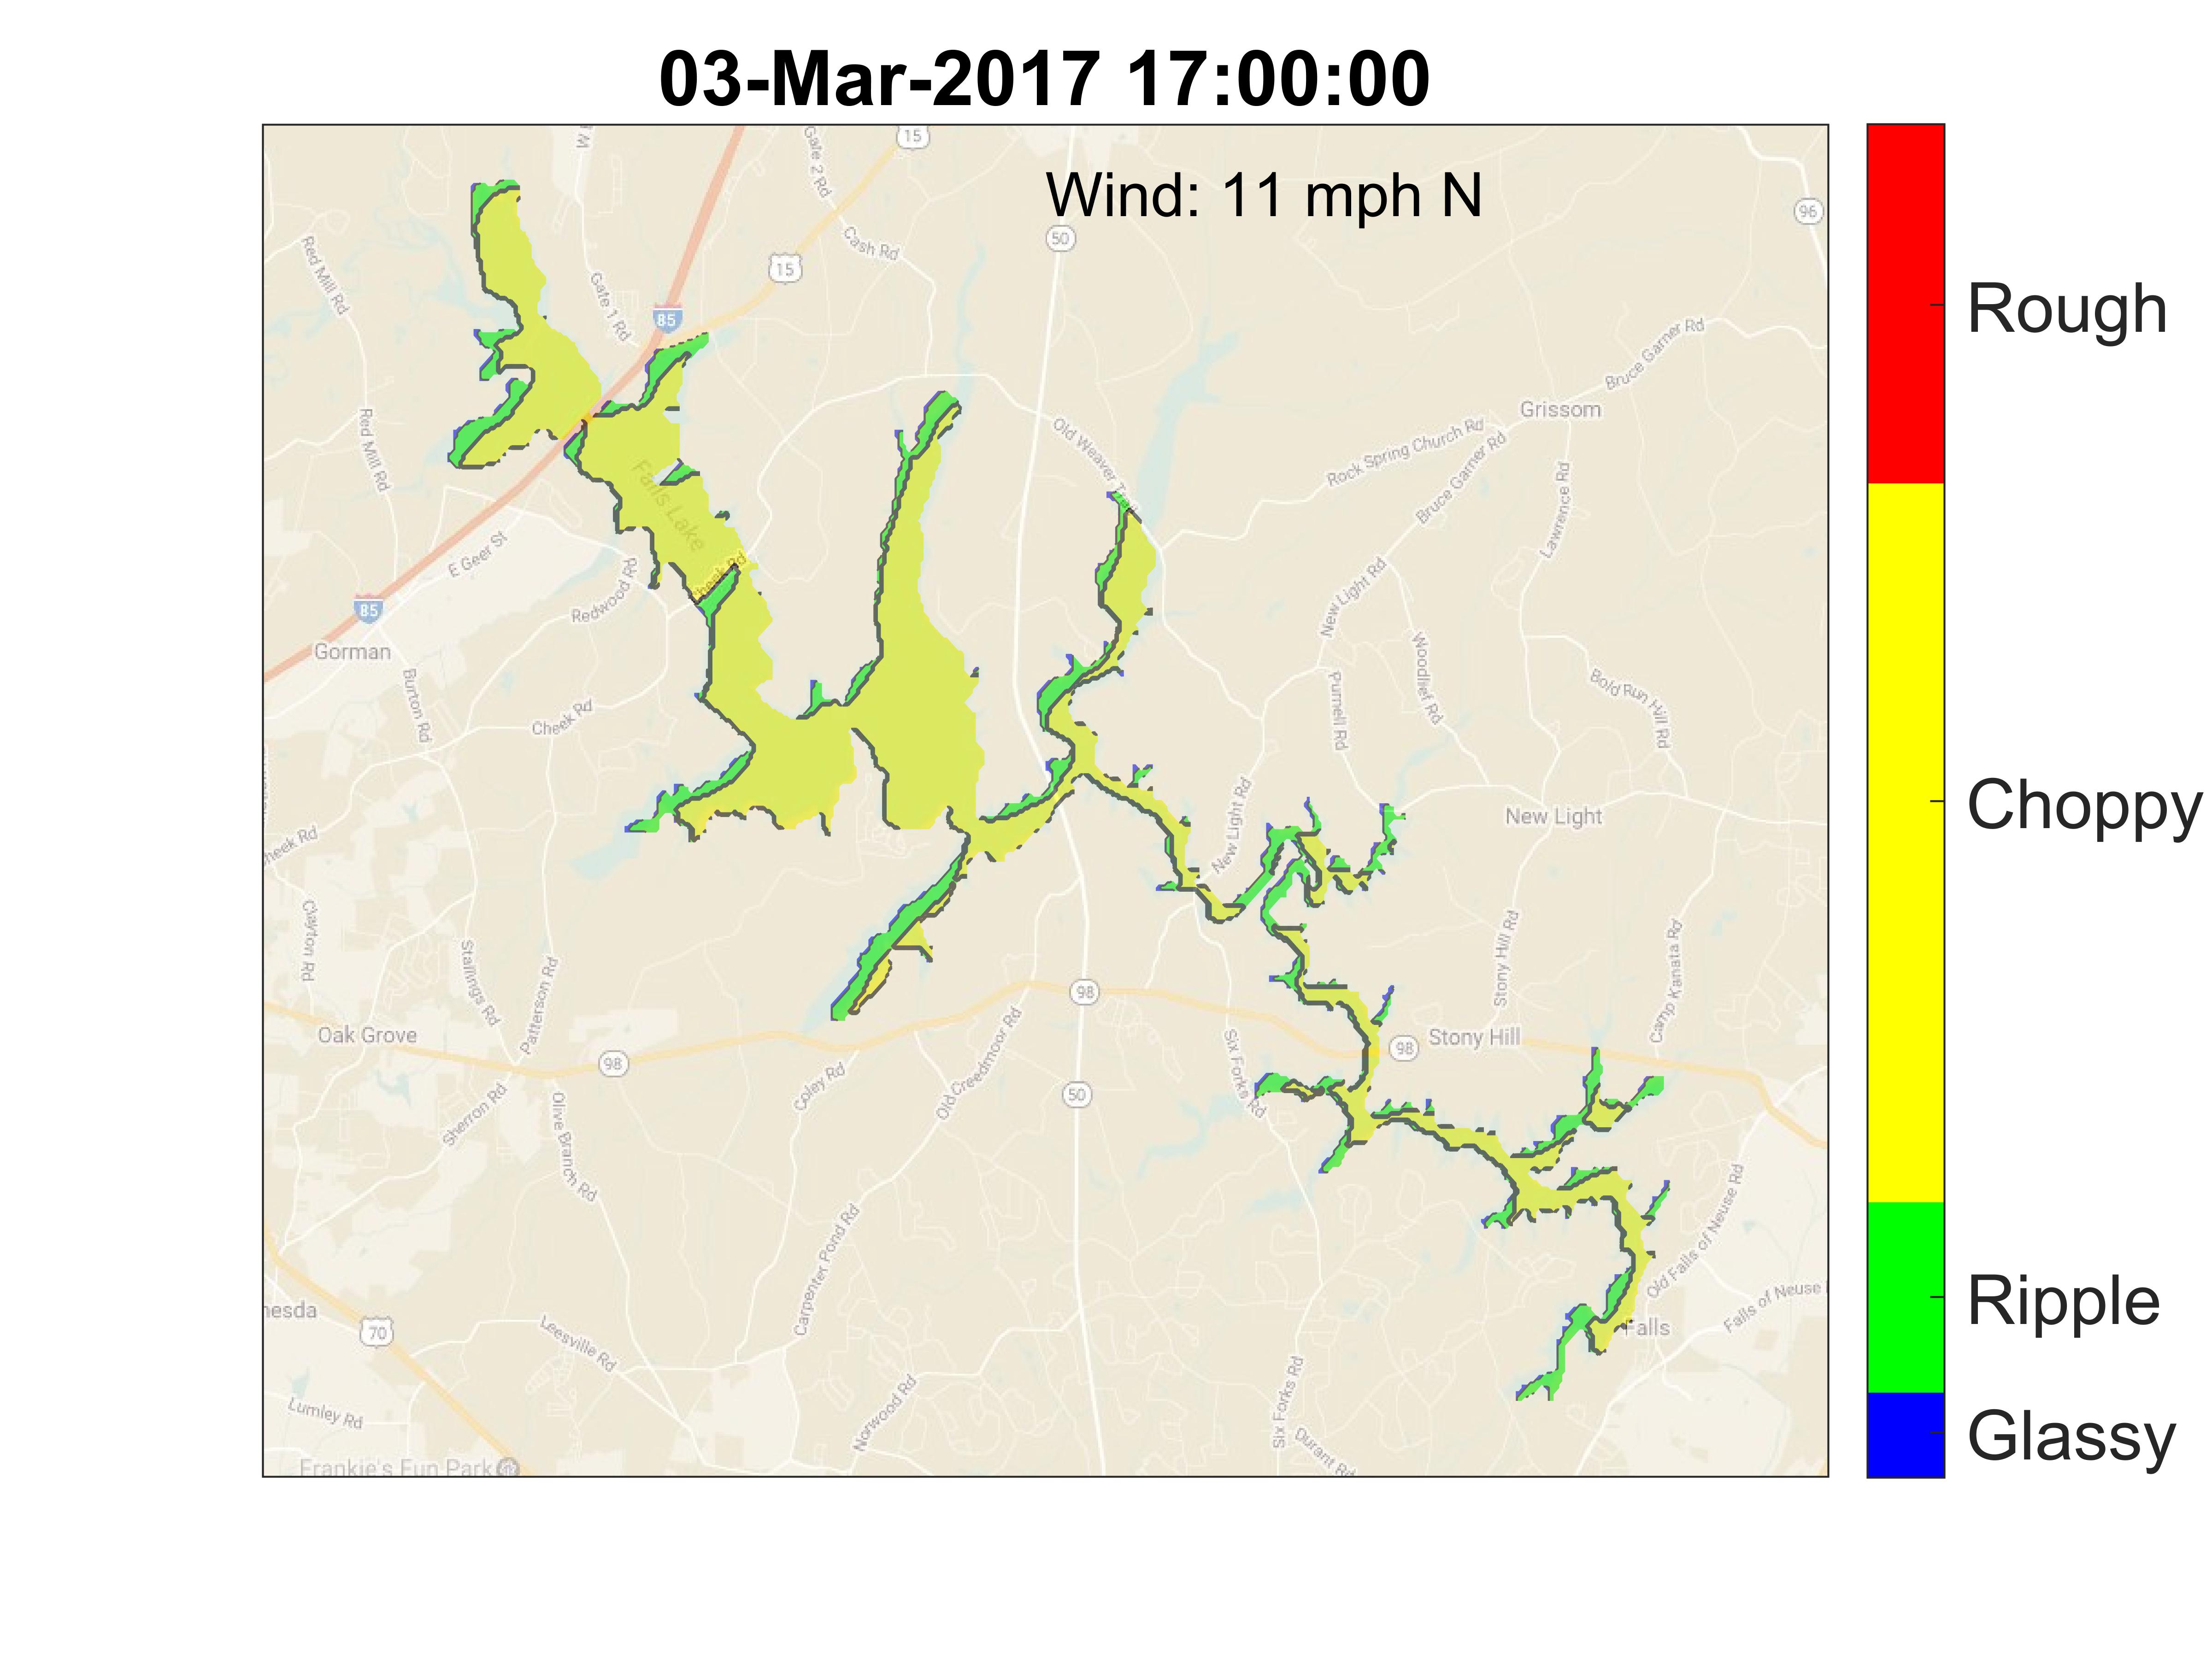 03-Mar-2017 17:00:00
Wind: 11 mph N
Rough
Choppy
Ripple
Glassy
15
Gate 2 Rd
Cash Rd
50
96
Red Mill Rd
Gate 1 Rd
15
85
Bruce Garner Rd
Grissom
Red Mill Rd
Old Weaver Trail
Rock Spring Church Rd
Bruce Garner Rd
Lawrence Rd
Falls Lake
E Geer St
Redwood Rd
85
New Light Rd
Gorman
Woodlief Rd
Burton Rd
Cheek Rd
Purnell Rd
Bold Run Hill Rd
New Light Rd
New Light
Clayton Rd
Stallings Rd
Patterson Rd
98
Stony Hill Rd
Camp Kanata Rd
Oak Grove
98
Coley Rd
Old Creedmoor Rd
Six Forks Rd
98
Stony Hill
50
Sherron Rd
Olive Branch Rd
Carpenter Pond Rd
Old Falls of Neuse Rd
Falls of Neuse
70
Leesville Rd
Falls
Lumley Rd
Norwood Rd
Six Forks Rd
Durant Rd
Frankie's Fun Park